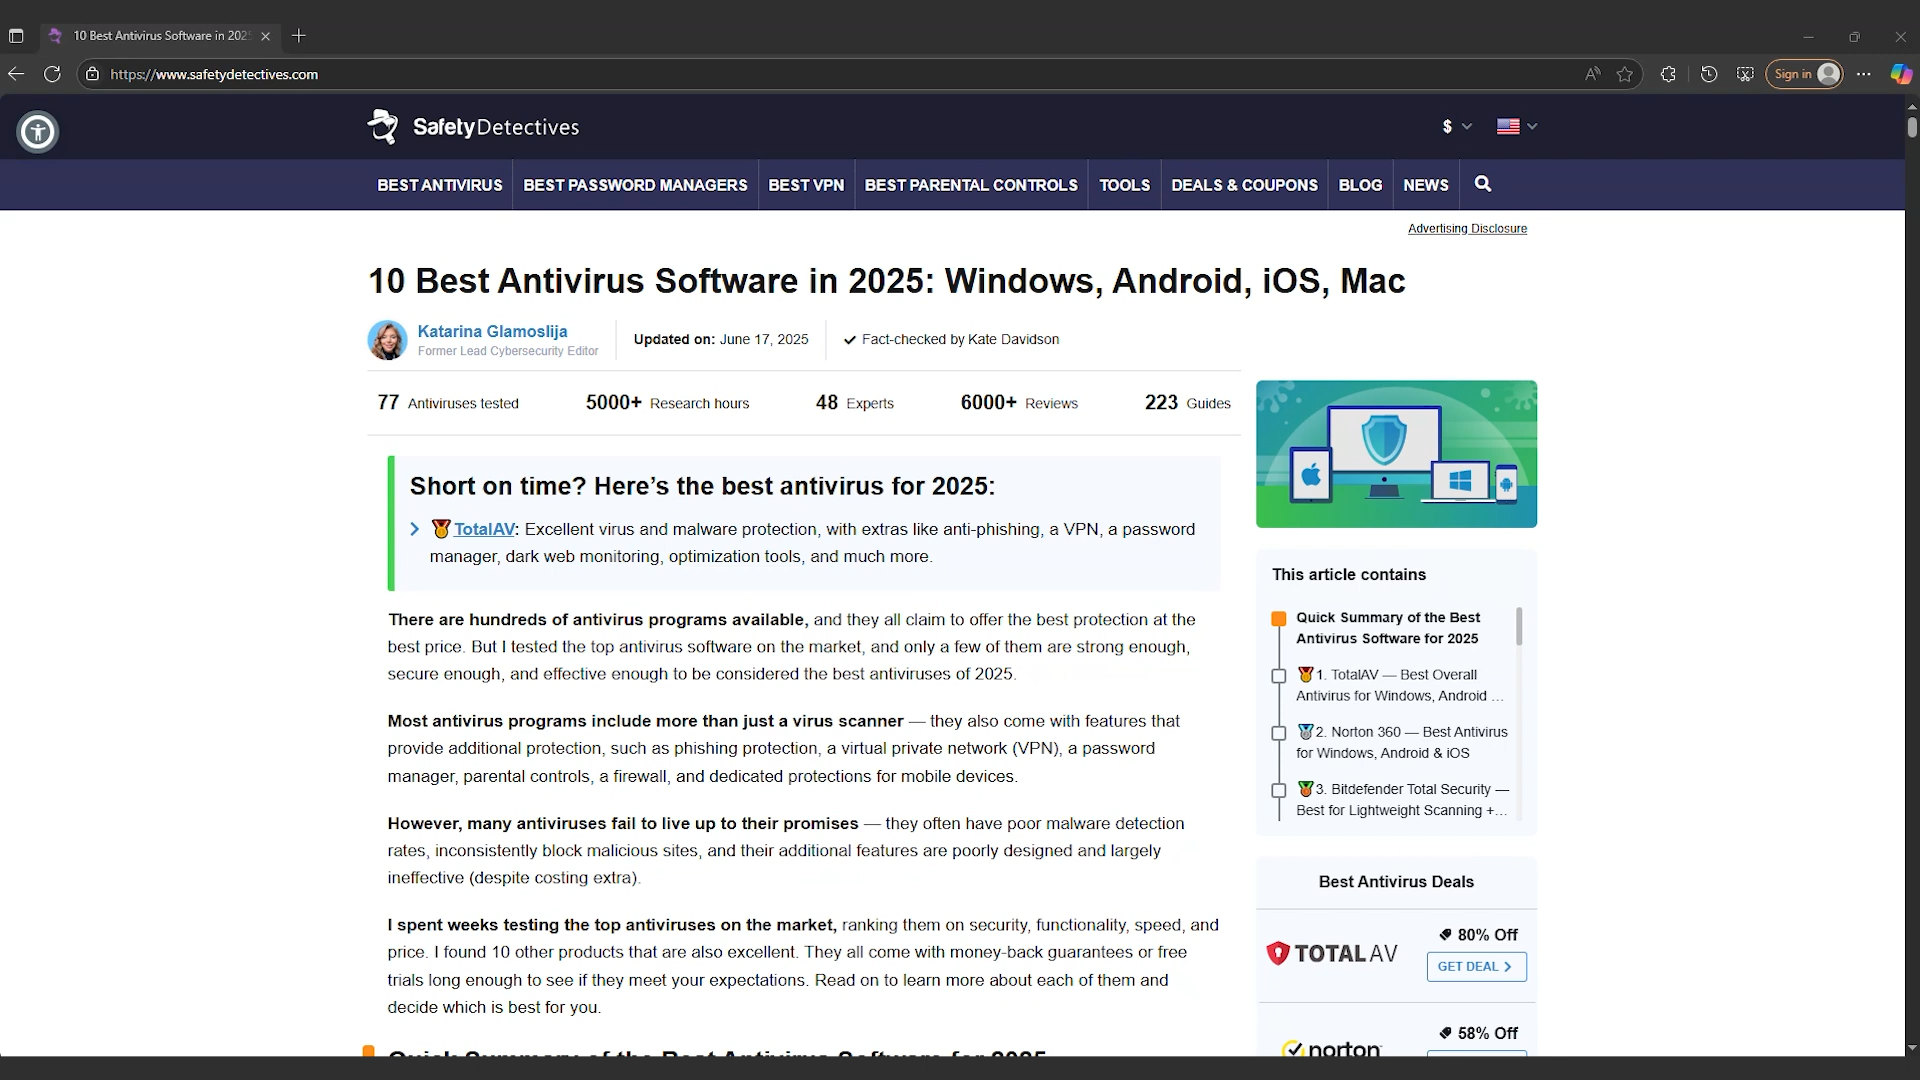 10 Best Antivirus Software in 202
https://www.safetydetectives.com
Sign in
SafetyDetectives
$
BEST ANTIVIRUS
BEST PASSWORD MANAGERS
BEST VPN
BEST PARENTAL CONTROLS
TOOLS
DEALS & COUPONS
BLOG
NEWS
Advertising Disclosure
10 Best Antivirus Software in 2025: Windows, Android, iOS, Mac
Katarina Glamoslija
Former Lead Cybersecurity Editor
Updated on: June 17, 2025
Fact-checked by Kate Davidson
77 Antiviruses tested
5000+ Research hours
48 Experts
6000+ Reviews
223 Guides
Short on time? Here’s the best antivirus for 2025:
TotalAV: Excellent virus and malware protection, with extras like anti-phishing, a VPN, a password
manager, dark web monitoring, optimization tools, and much more.
There are hundreds of antivirus programs available, and they all claim to offer the best protection at the
best price. But I tested the top antivirus software on the market, and only a few of them are strong enough,
secure enough, and effective enough to be considered the best antiviruses of 2025.
Most antivirus programs include more than just a virus scanner — they also come with features that
provide additional protection, such as phishing protection, a virtual private network (VPN), a password
manager, parental controls, a firewall, and dedicated protections for mobile devices.
However, many antiviruses fail to live up to their promises — they often have poor malware detection
rates, inconsistently block malicious sites, and their additional features are poorly designed and largely
ineffective (despite costing extra).
I spent weeks testing the top antiviruses on the market, ranking them on security, functionality, speed, and
price. I found 10 other products that are also excellent. They all come with money-back guarantees or free
trials long enough to see if they meet your expectations. Read on to learn more about each of them and
decide which is best for you.
Quick Summary of the Best Antivirus Software for 2025
This article contains
Quick Summary of the Best
Antivirus Software for 2025
1. TotalAV — Best Overall
Antivirus for Windows, Android ...
2. Norton 360 — Best Antivirus
for Windows, Android & iOS
3. Bitdefender Total Security —
Best for Lightweight Scanning +...
Best Antivirus Deals
TOTAL AV
80% Off
GET DEAL
norton
58% Off